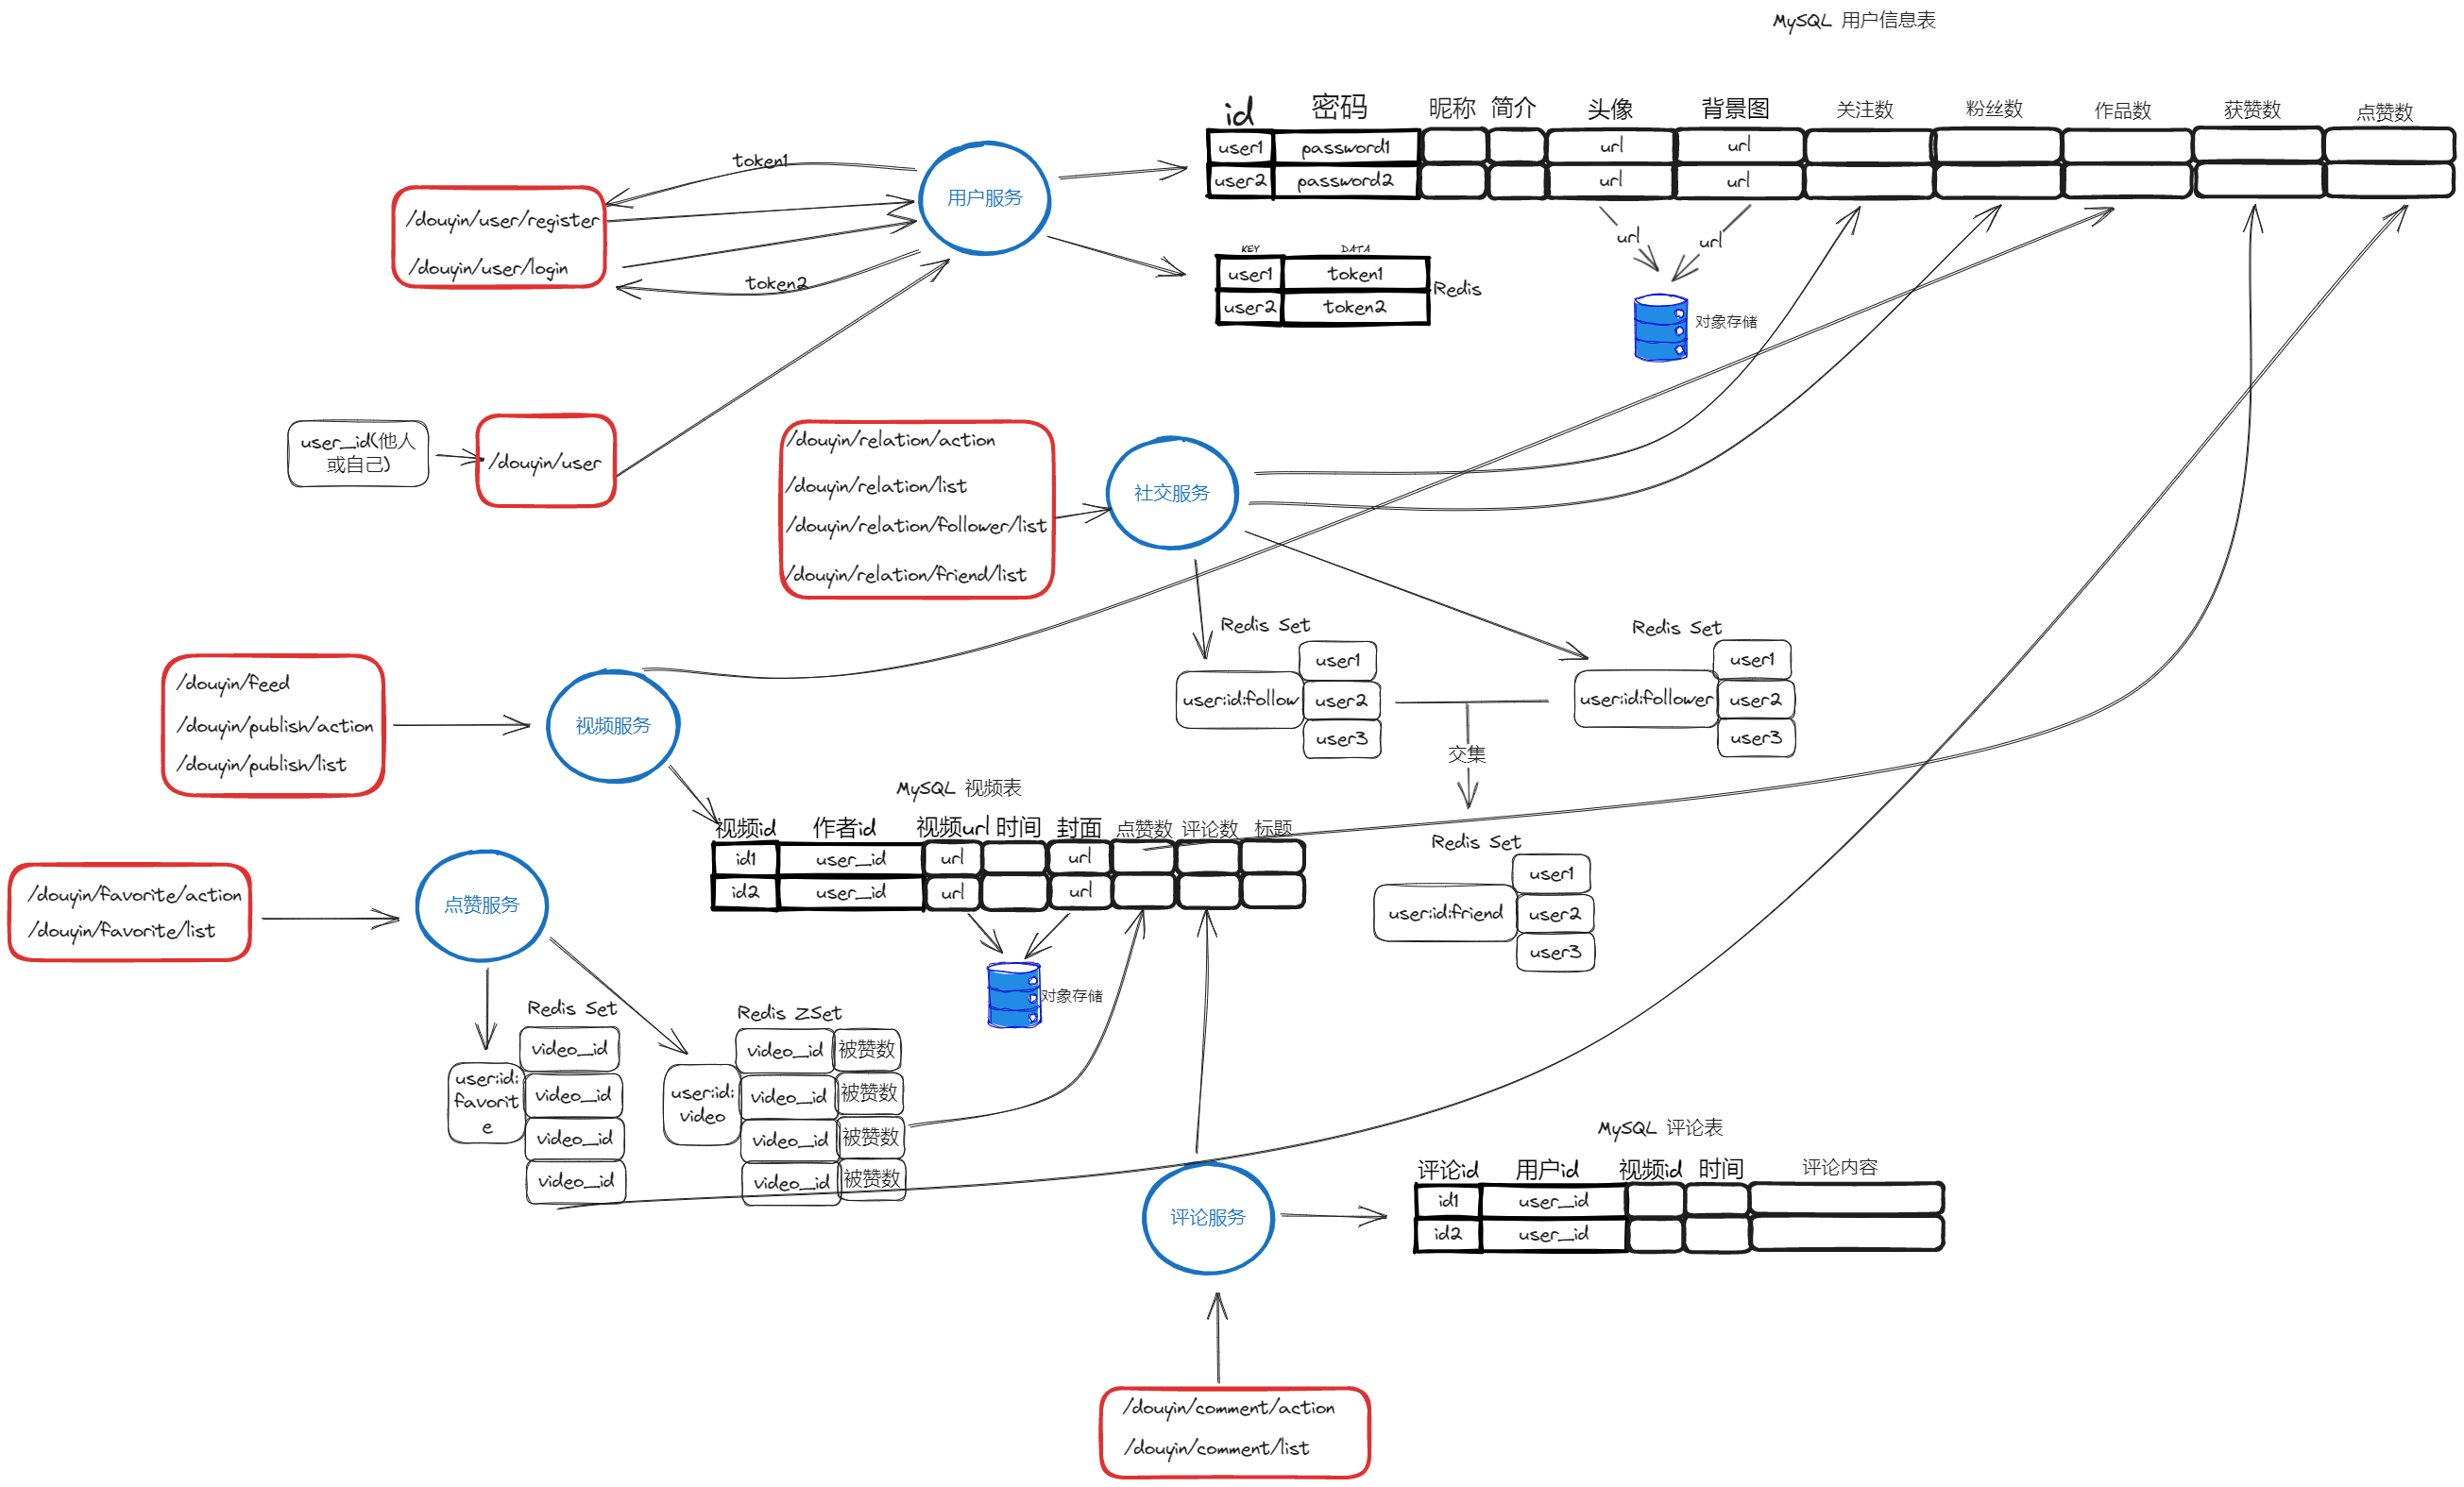 MySQL 用户信息表
id 密码 昵称 简介 头像 背景图 关注数 粉丝数 作品数 获赞数 点赞数
user1 password1 url url
user2 password2 url url
token1
用户服务
/douyin/user/register
/douyin/user/login
token2
KEY DATA
user1 token1
user2 token2
Redis
url url
对象存储
user_id(他人
或自己)
/douyin/user
/douyin/relation/action
/douyin/relation/list
/douyin/relation/follower/list
/douyin/relation/friend/list
社交服务
Redis Set
user:id:follow
user1
user2
user3
Redis Set
user:id:follower
user1
user2
user3
交集
Redis Set
user:id:friend
user1
user2
user3
/douyin/feed
/douyin/publish/action
/douyin/publish/list
视频服务
MySQL 视频表
视频id 作者id 视频url 时间 封面 点赞数 评论数 标题
id1 user_id url url
id2 user_id url url
对象存储
/douyin/favorite/action
/douyin/favorite/list
点赞服务
Redis Set
user:id:
favorit
e
video_id
video_id
video_id
video_id
Redis ZSet
user:id:
video
video_id 被赞数
video_id 被赞数
video_id 被赞数
video_id 被赞数
评论服务
MySQL 评论表
评论id 用户id 视频id 时间 评论内容
id1 user_id
id2 user_id
/douyin/comment/action
/douyin/comment/list